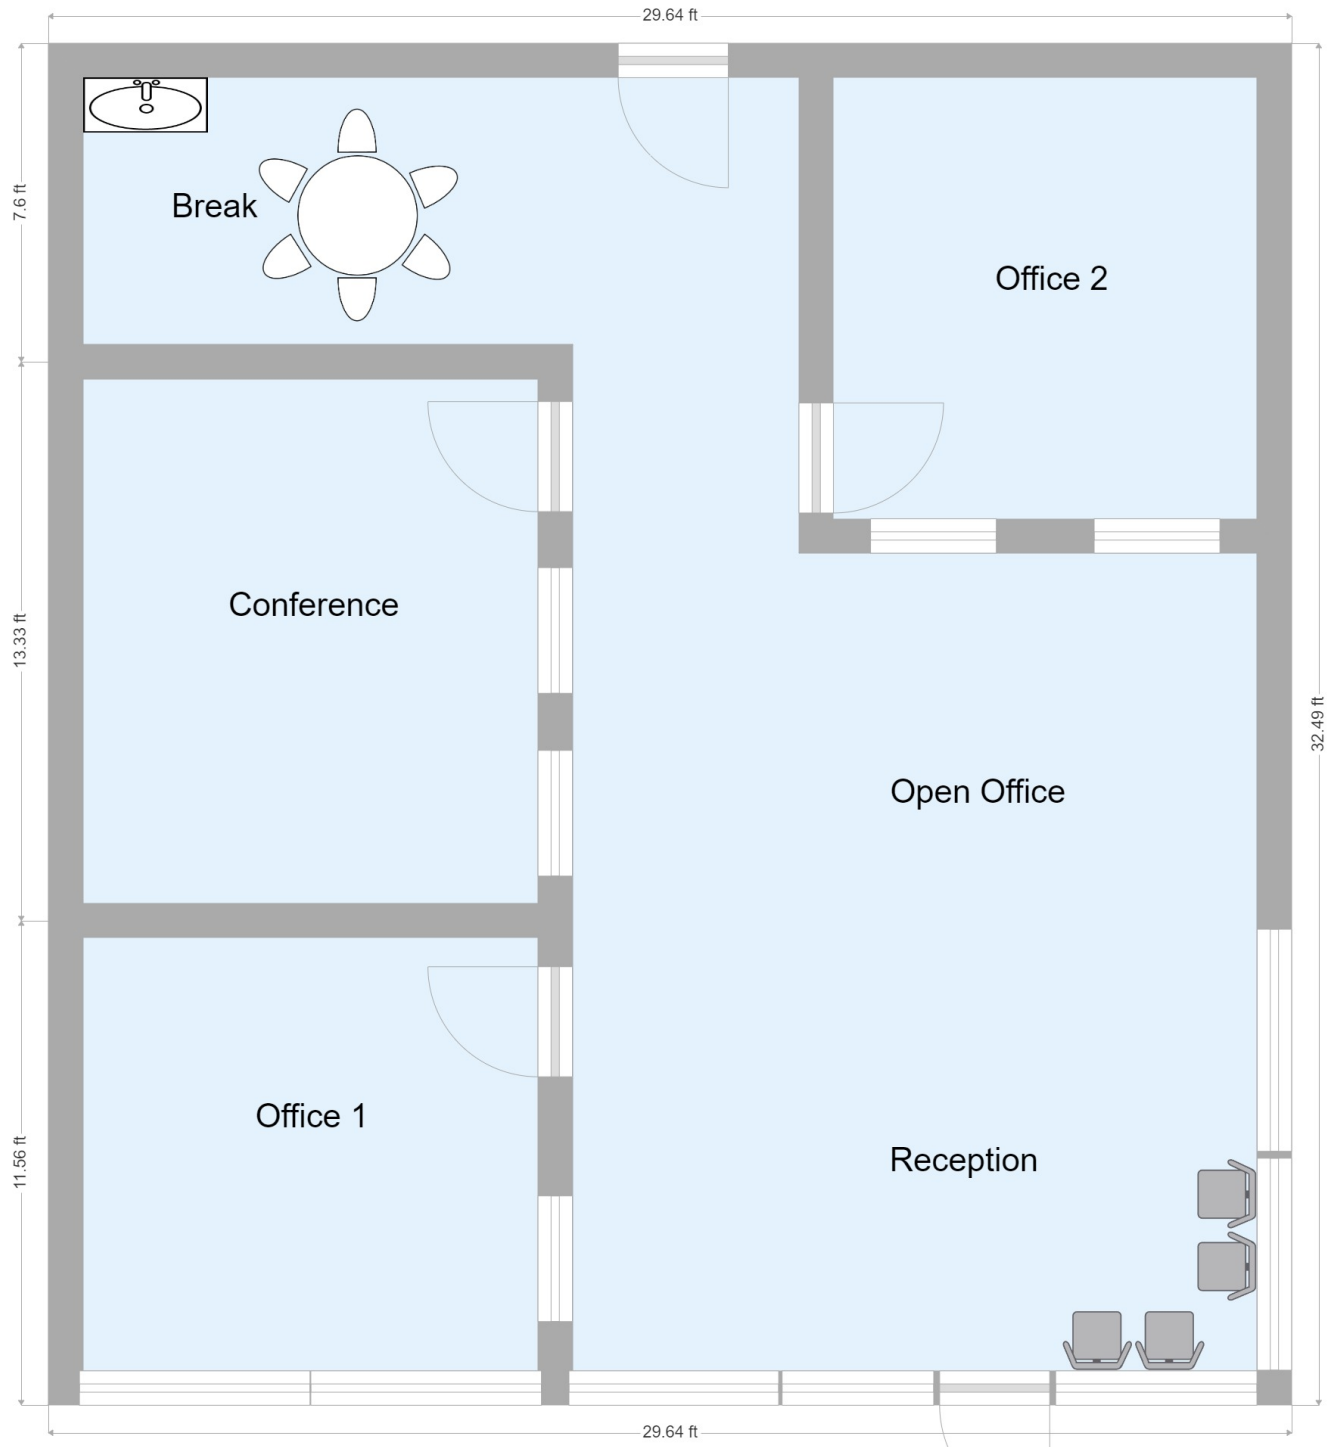 29.64 ft
7.6 ft
Break
Office 2
13.33 ft
Conference
32.49 ft
Open Office
11.56 ft
Office 1
Reception
29.64 ft